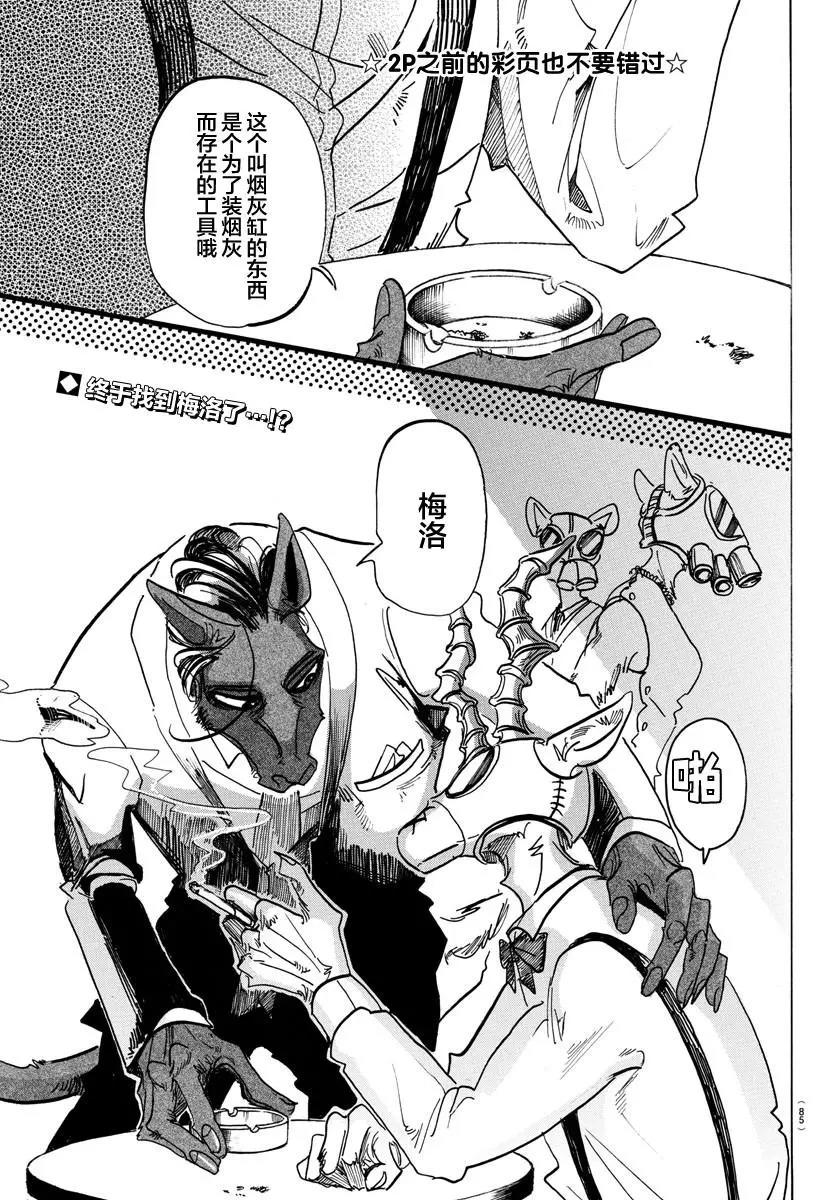 ☆2P之前的彩页也不要错过☆
这个叫烟灰缸的东西
是个为了装烟灰
而存在的工具哦
◆终于找到梅洛了…!?
梅洛
啪
(85)